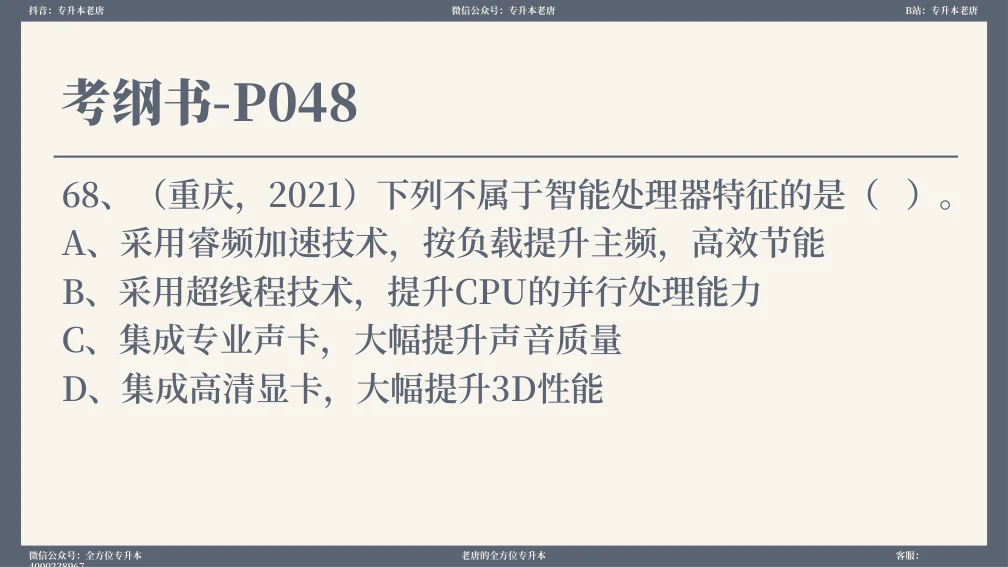 抖音：专升本老唐
微信公众号：专升本老唐
B站：专升本老唐
考纲书-P048
68、（重庆，2021）下列不属于智能处理器特征的是（ ）。
A、采用睿频加速技术，按负载提升主频，高效节能
B、采用超线程技术，提升CPU的并行处理能力
C、集成专业声卡，大幅提升声音质量
D、集成高清显卡，大幅提升3D性能
微信公众号：全方位专升本
老唐的全方位专升本
客服：
4000238967